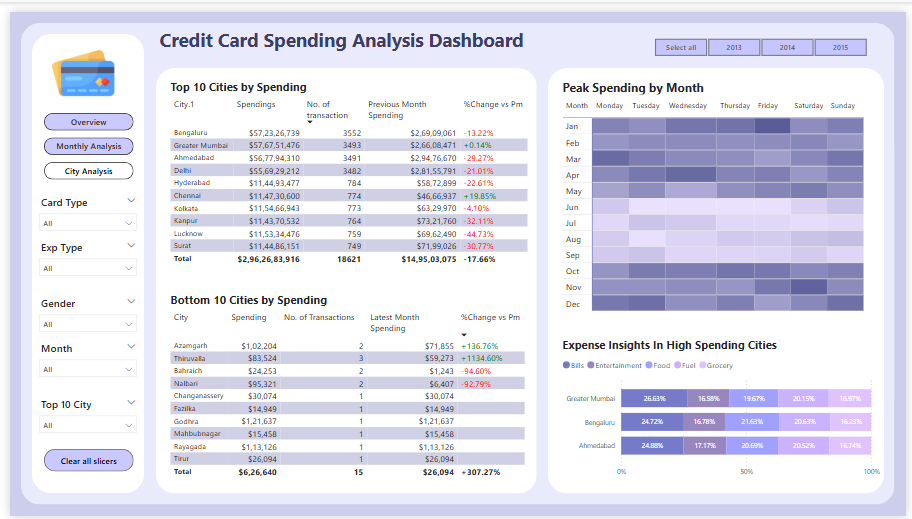 Credit Card Spending Analysis Dashboard
Select all 2013 2014 2015
Overview
Monthly Analysis
City Analysis
Card Type
All
Exp Type
All
Gender
All
Month
All
Top 10 City
All
Clear all slicers
Top 10 Cities by Spending
City.1 Spendings No. of transaction Previous Month Spending %Change vs Pm
Bengaluru $57,23,26,739 3552 $2,69,09,061 -13.22%
Greater Mumbai $57,67,51,476 3493 $2,66,08,471 +0.14%
Ahmedabad $56,77,94,310 3491 $2,94,76,670 -29.27%
Delhi $55,69,29,212 3482 $2,81,55,791 -21.01%
Hyderabad $11,44,93,477 784 $58,72,899 -22.61%
Chennai $11,47,30,600 774 $46,66,937 +19.85%
Kolkata $11,54,66,943 773 $63,29,970 -4.10%
Kanpur $11,43,70,532 764 $73,21,760 -32.11%
Lucknow $11,53,34,476 759 $69,62,490 -44.73%
Surat $11,44,86,151 749 $71,99,026 -30.77%
Total $2,96,26,83,916 18621 $14,95,03,075 -17.66%
Bottom 10 Cities by Spending
City Spending No. of Transactions Latest Month Spending %Change vs Pm
Azamgarh $1,02,204 2 $71,855 +136.76%
Thiruvalla $83,524 3 $59,273 +1134.60%
Bahraich $24,253 2 $1,243 -94.60%
Nalbari $95,321 2 $6,407 -92.79%
Changanassery $30,074 1 $30,074
Fazilka $14,949 1 $14,949
Godhra $1,21,637 1 $1,21,637
Mahbubnagar $15,458 1 $15,458
Rayagada $1,13,126 1 $1,13,126
Tirur $26,094 1 $26,094
Total $6,26,640 15 $26,094 +307.27%
Peak Spending by Month
Month Monday Tuesday Wednesday Thursday Friday Saturday Sunday
Jan
Feb
Mar
Apr
May
Jun
Jul
Aug
Sep
Oct
Nov
Dec
Expense Insights In High Spending Cities
Bills Entertainment Food Fuel Grocery
Greater Mumbai 26.63% 16.58% 19.67% 20.15% 16.97%
Bengaluru 24.72% 16.78% 21.63% 20.63% 16.23%
Ahmedabad 24.88% 17.17% 20.69% 20.52% 16.74%
0% 50% 100%